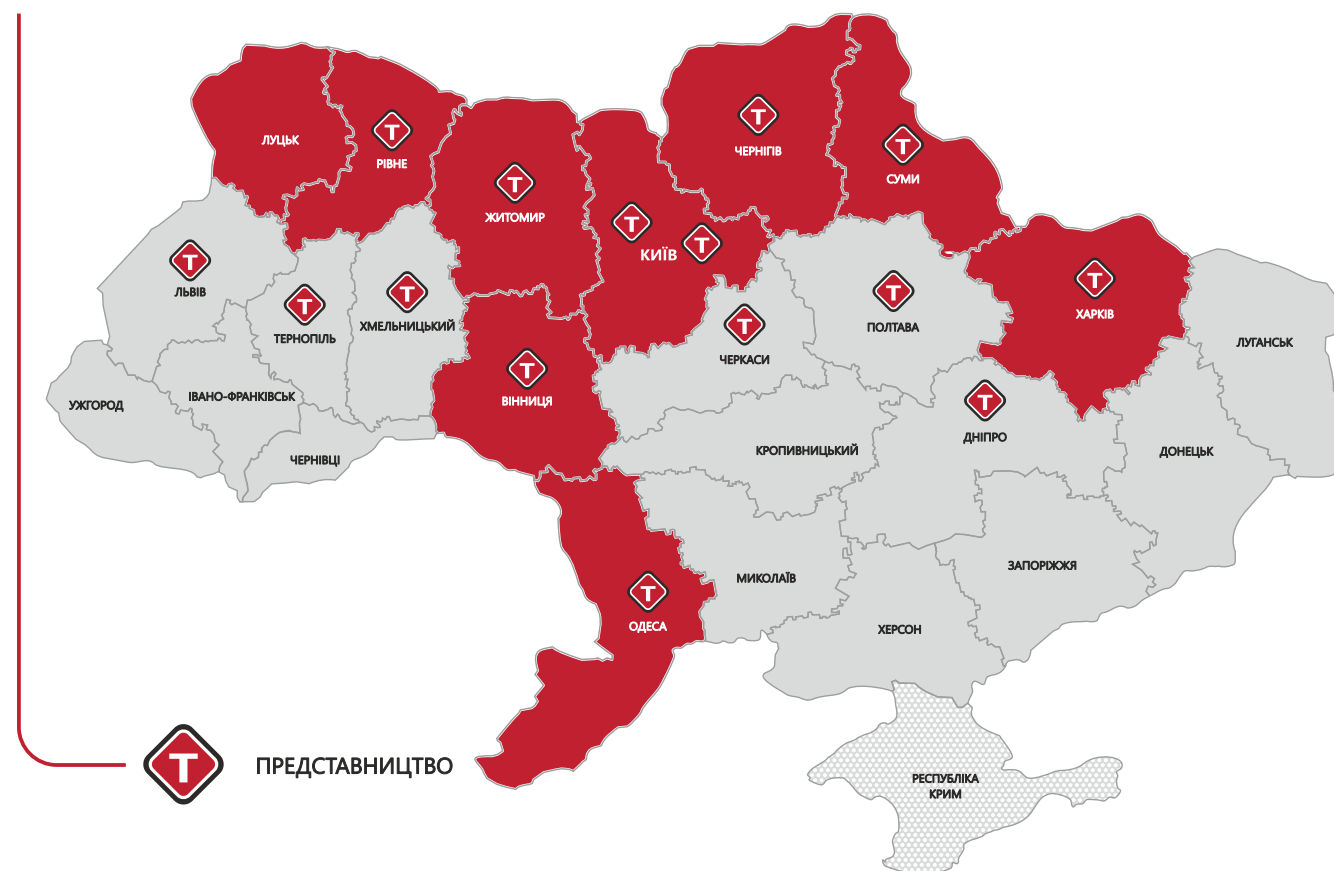 ЛУЦЬК
Т
РІВНЕ
Т
ЖИТОМИР
Т
ЧЕРНІГІВ
Т
СУМИ
Т
Т
КИЇВ
Т
ЛЬВІВ
Т
ТЕРНОПІЛЬ
Т
ХМЕЛЬНИЦЬКИЙ
Т
ЧЕРКАСИ
Т
ПОЛТАВА
Т
ХАРКІВ
ЛУГАНСЬК
УЖГОРОД
ІВАНО-ФРАНКІВСЬК
Т
ВІННИЦЯ
Т
ДНІПРО
ЧЕРНІВЦІ
КРОПИВНИЦЬКИЙ
ДОНЕЦЬК
Т
ОДЕСА
МИКОЛАЇВ
ЗАПОРІЖЖЯ
ХЕРСОН
Т
ПРЕДСТАВНИЦТВО
РЕСПУБЛІКА
КРИМ